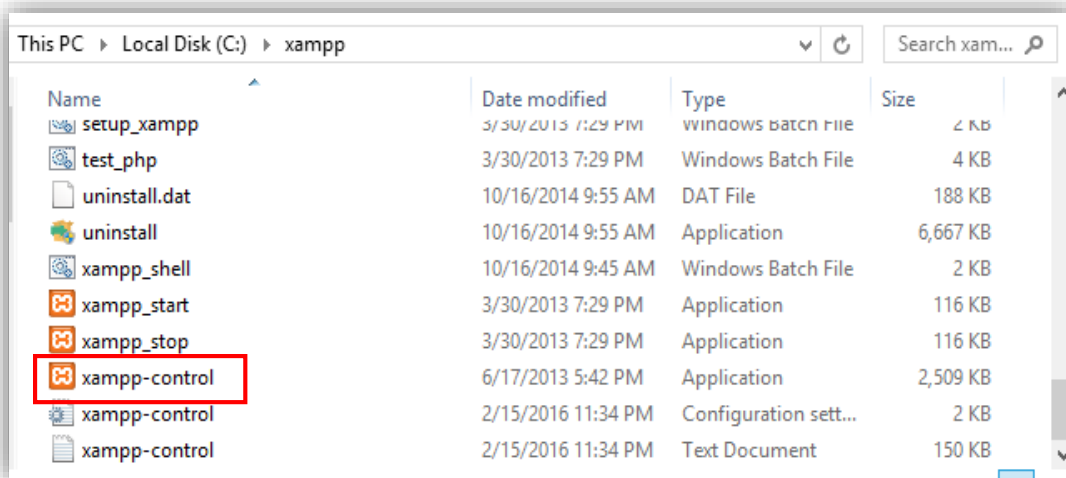 This PC Local Disk (C:) xampp Search xam...
Name Date modified Type Size
setup_xampp 3/30/2013 7:29 PM Windows Batch File 2 KB
test_php 3/30/2013 7:29 PM Windows Batch File 4 KB
uninstall.dat 10/16/2014 9:55 AM DAT File 188 KB
uninstall 10/16/2014 9:55 AM Application 6,667 KB
xampp_shell 10/16/2014 9:45 AM Windows Batch File 2 KB
xampp_start 3/30/2013 7:29 PM Application 116 KB
xampp_stop 3/30/2013 7:29 PM Application 116 KB
xampp-control 6/17/2013 5:42 PM Application 2,509 KB
xampp-control 2/15/2016 11:34 PM Configuration sett... 2 KB
xampp-control 2/15/2016 11:34 PM Text Document 150 KB